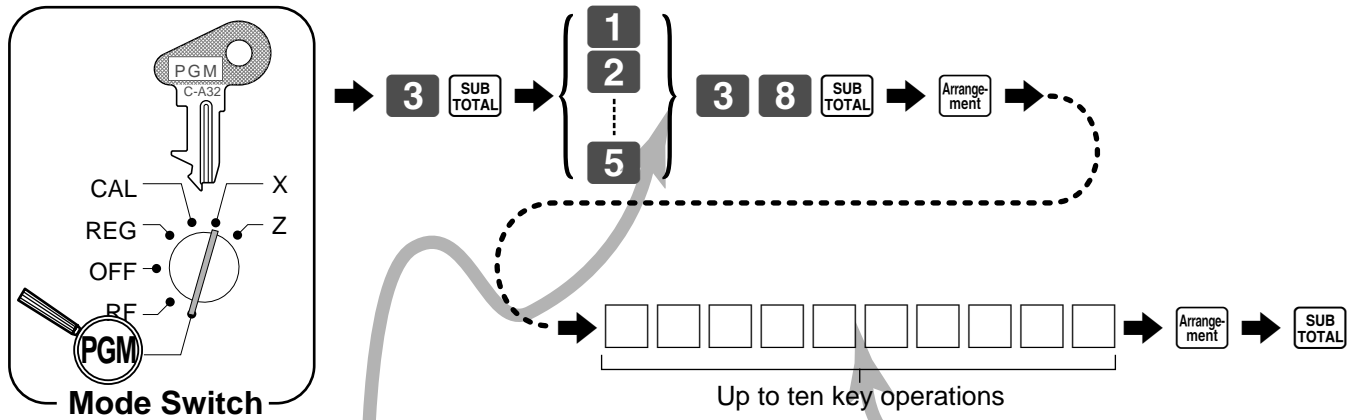 PGM
C-A32
CAL
X
REG
Z
OFF
RF
PGM
Mode Switch
3 SUB TOTAL
1
2
5
3 8 SUB TOTAL
Arrange-
ment
Arrange-
ment
SUB
TOTAL
Up to ten key operations